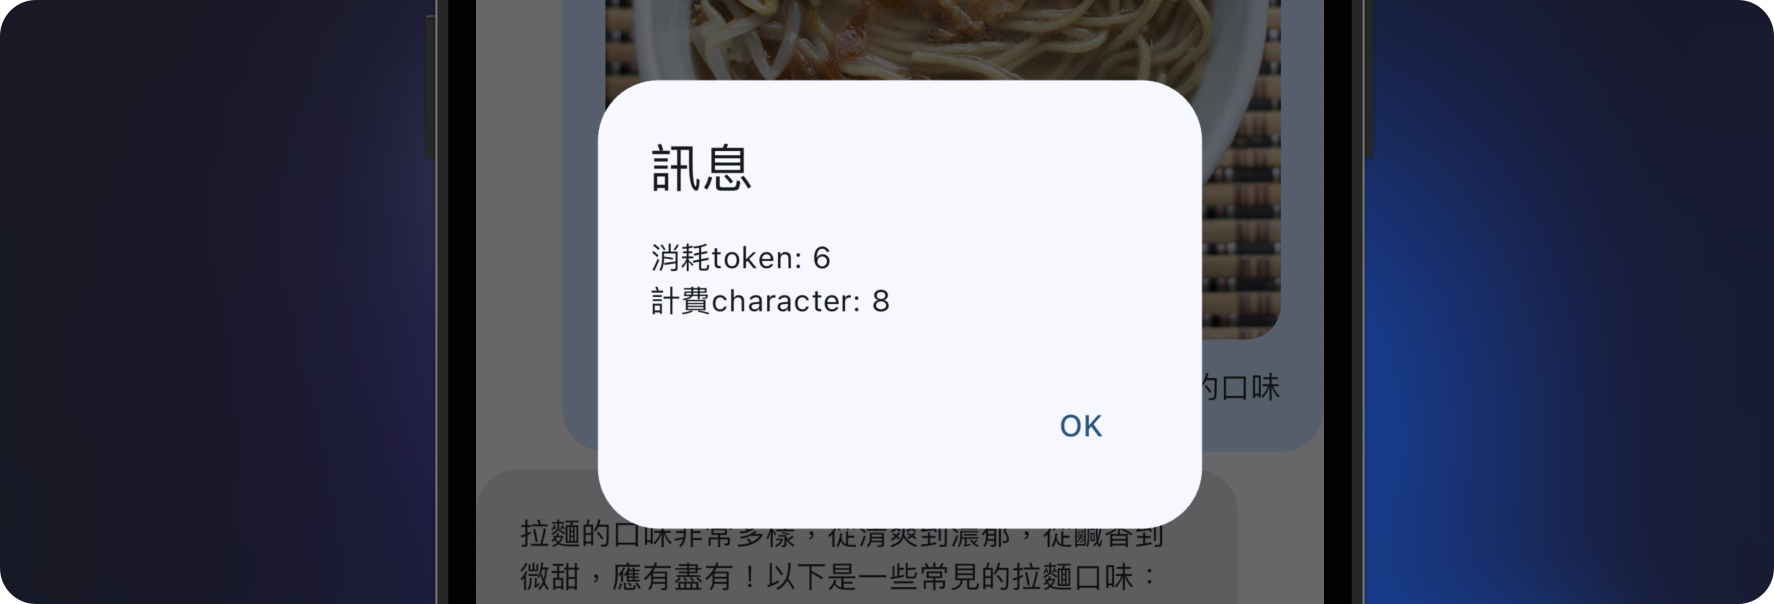 訊息
消耗token: 6
計費character: 8
的口味
OK
拉麵的口味非常多樣，從清爽到濃郁，從鹹香到
微甜，應有盡有！以下是一些常見的拉麵口味：